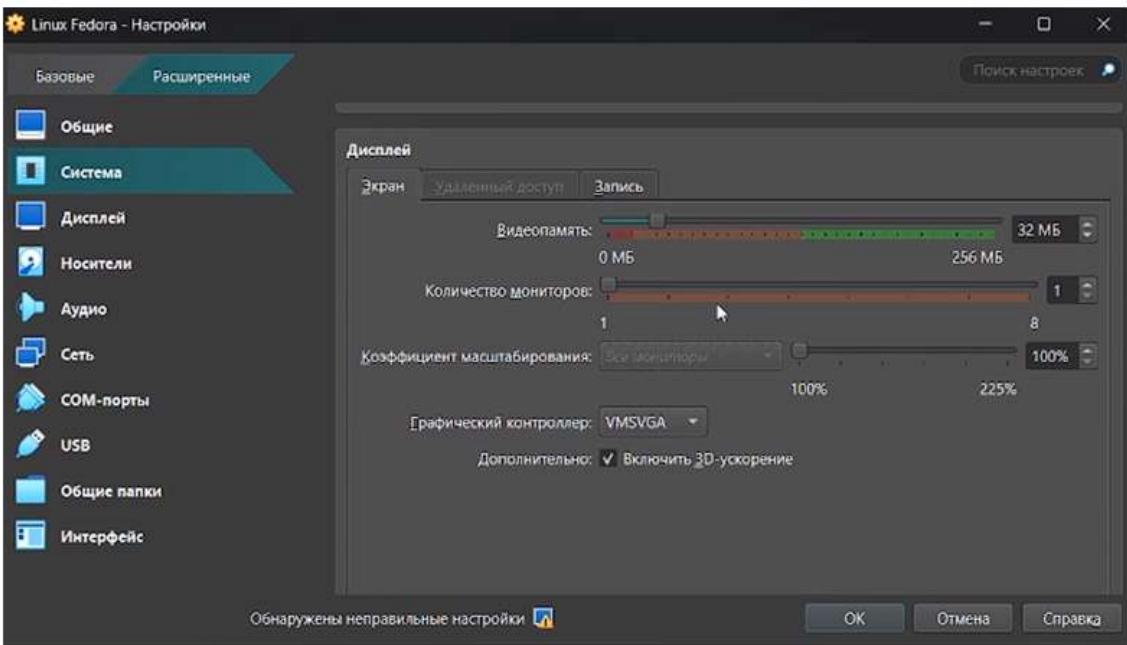 Linux Fedora - Настройки
Базовые Расширенные Поиск настроек
Общие
Система
Дисплей
Носители
Аудио
Сеть
COM-порты
USB
Общие папки
Интерфейс
Дисплей
Экран Удаленный доступ Запись
Видеопамять: 32 МБ
0 МБ 256 МБ
Количество мониторов: 1
1 8
Коэффициент масштабирования: Все мониторы 100%
100% 225%
Графический контроллер: VMSVGA
Дополнительно: Включить 3D-ускорение
Обнаружены неправильные настройки OK Отмена Справка